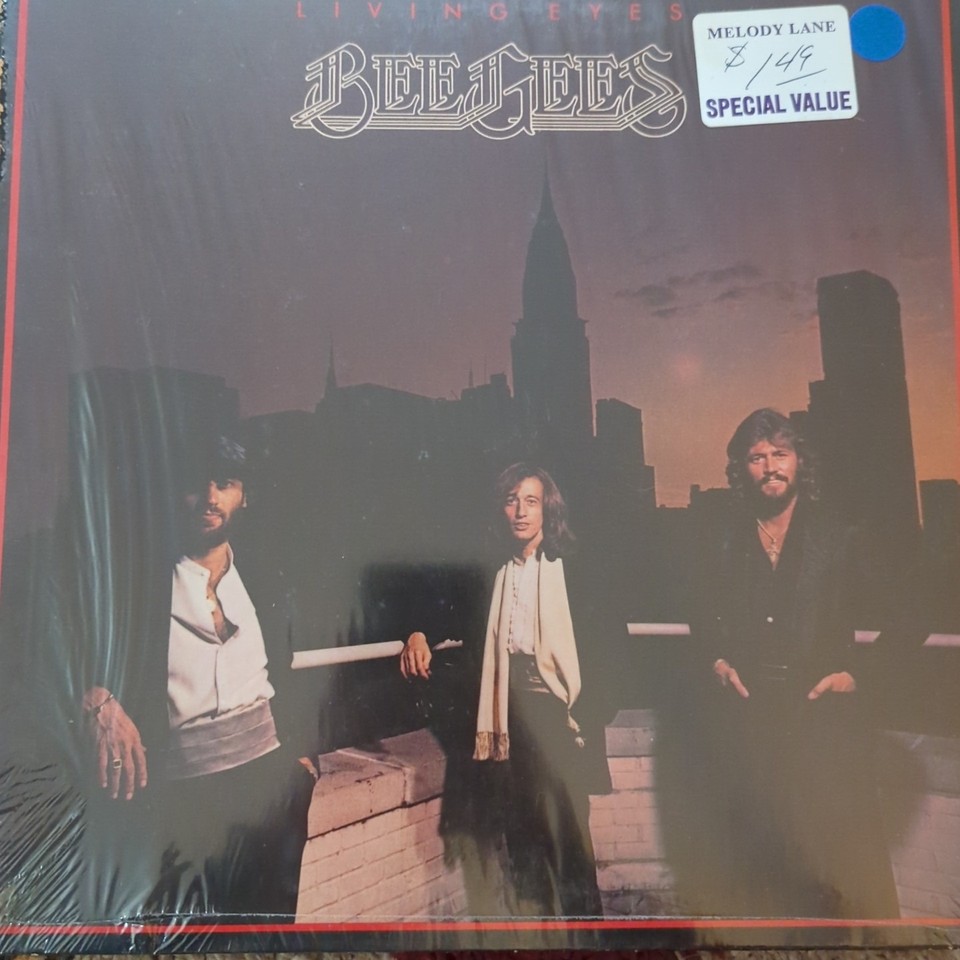 LIVING EYES
BEE GEES
MELODY LANE
$ 1.49
SPECIAL VALUE